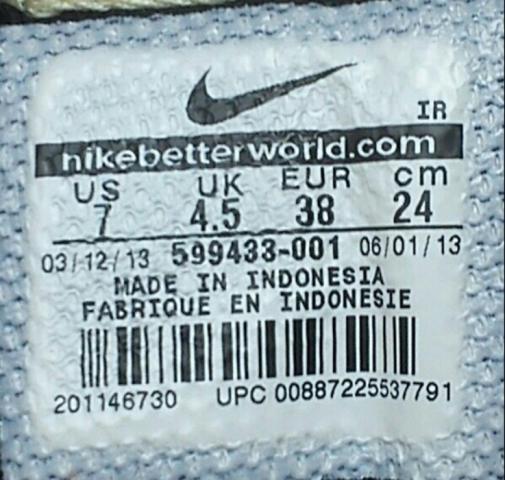 IR
nikebetterworld.com
US UK EUR cm
7 4.5 38 24
03/12/13 599433-001 06/01/13
MADE IN INDONESIA
FABRIQUE EN INDONESIE
201146730 UPC 00887225537791